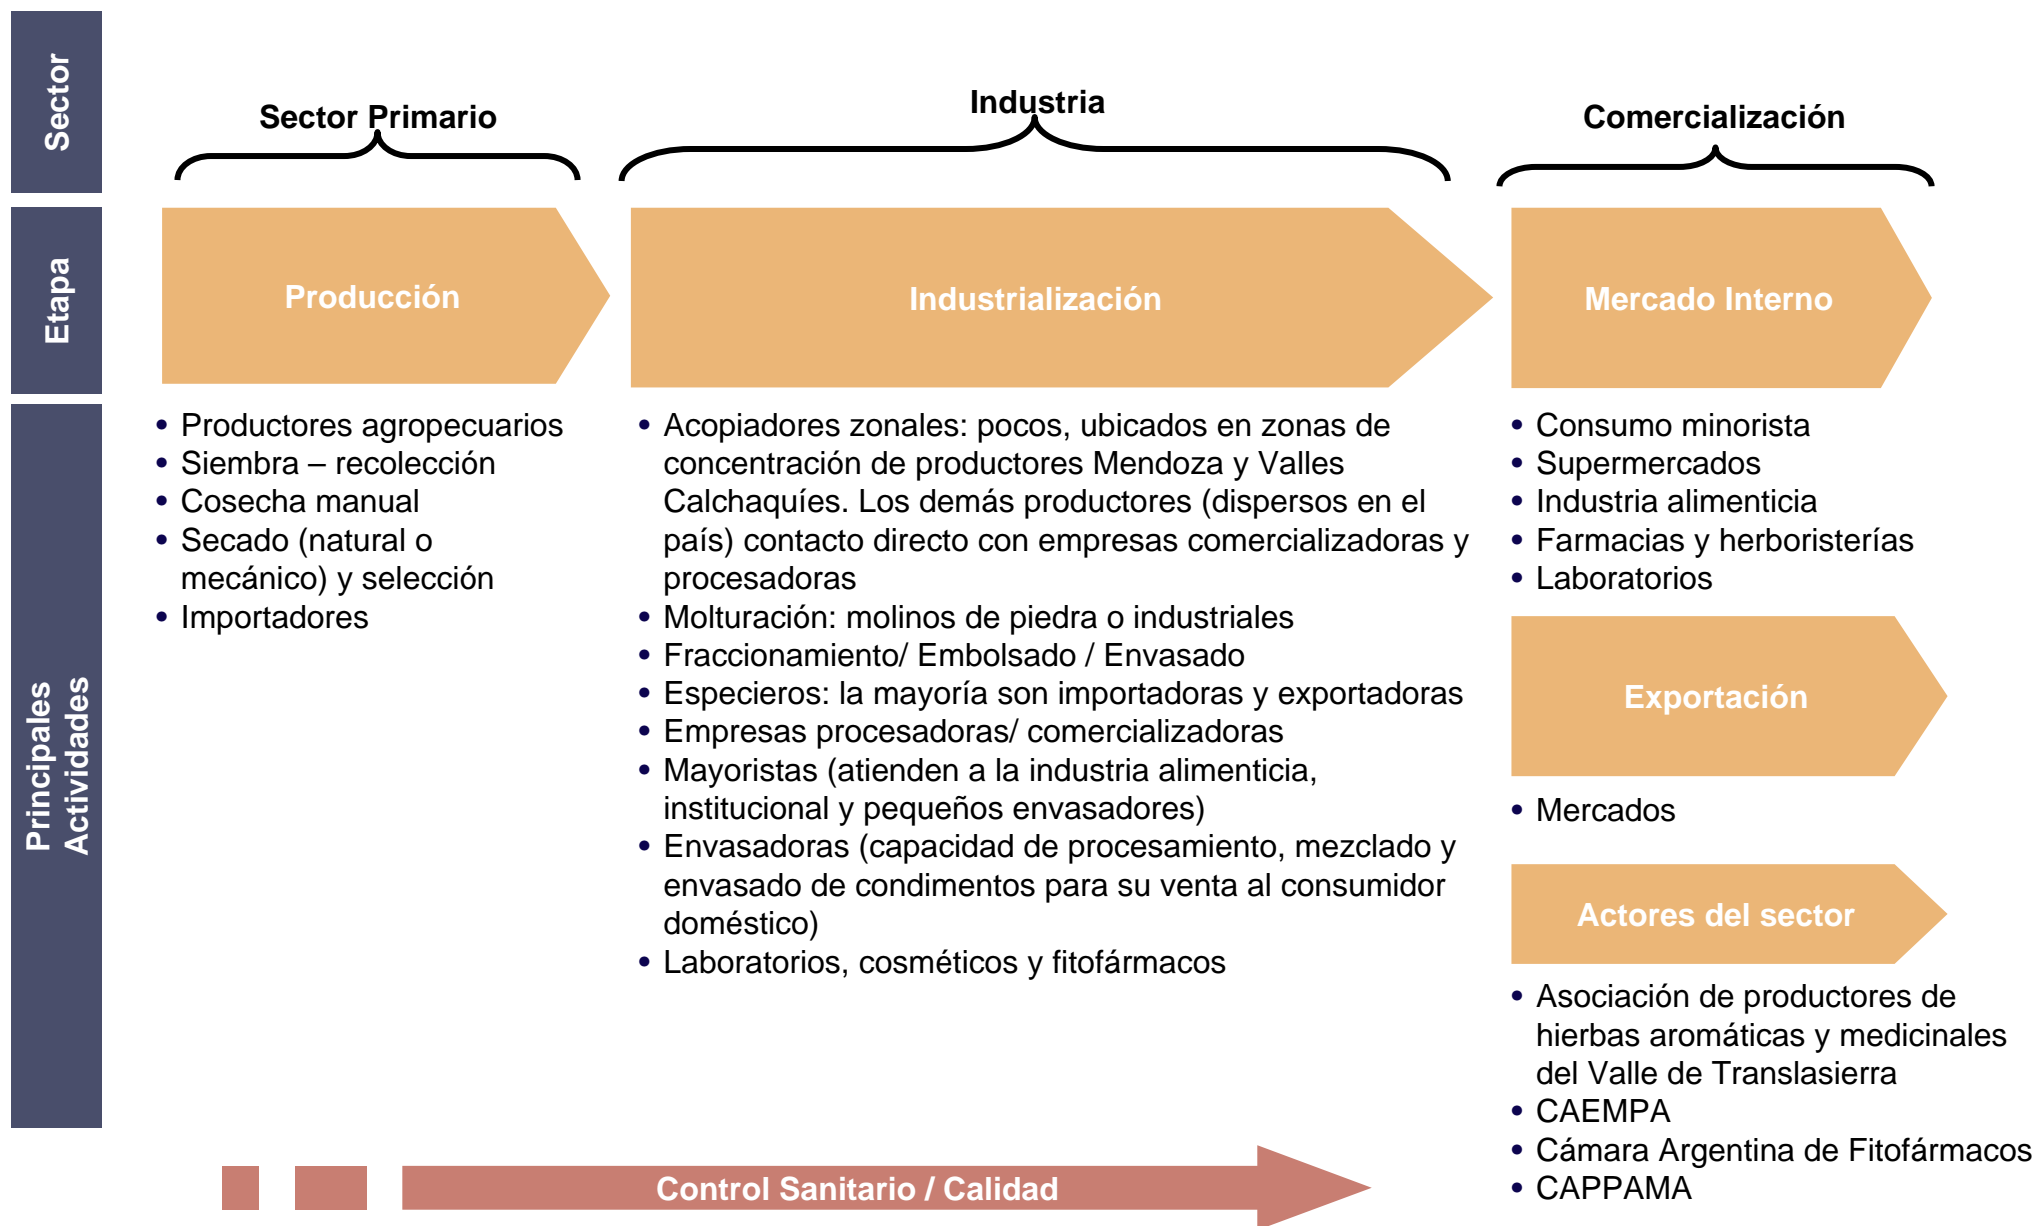 Sector
Sector Primario
Industria
Comercialización
Etapa
Producción
Industrialización
Mercado Interno
Principales
Actividades
• Productores agropecuarios
• Siembra – recolección
• Cosecha manual
• Secado (natural o
mecánico) y selección
• Importadores
• Acopiadores zonales: pocos, ubicados en zonas de
concentración de productores Mendoza y Valles
Calchaquíes. Los demás productores (dispersos en el
país) contacto directo con empresas comercializadoras y
procesadoras
• Molturación: molinos de piedra o industriales
• Fraccionamiento/ Embolsado / Envasado
• Especieros: la mayoría son importadoras y exportadoras
• Empresas procesadoras/ comercializadoras
• Mayoristas (atienden a la industria alimenticia,
institucional y pequeños envasadores)
• Envasadoras (capacidad de procesamiento, mezclado y
envasado de condimentos para su venta al consumidor
doméstico)
• Laboratorios, cosméticos y fitofármacos
• Consumo minorista
• Supermercados
• Industria alimenticia
• Farmacias y herboristerías
• Laboratorios
Exportación
• Mercados
Actores del sector
• Asociación de productores de
hierbas aromáticas y medicinales
del Valle de Translasierra
• CAEMPA
• Cámara Argentina de Fitofármacos
• CAPPAMA
Control Sanitario / Calidad